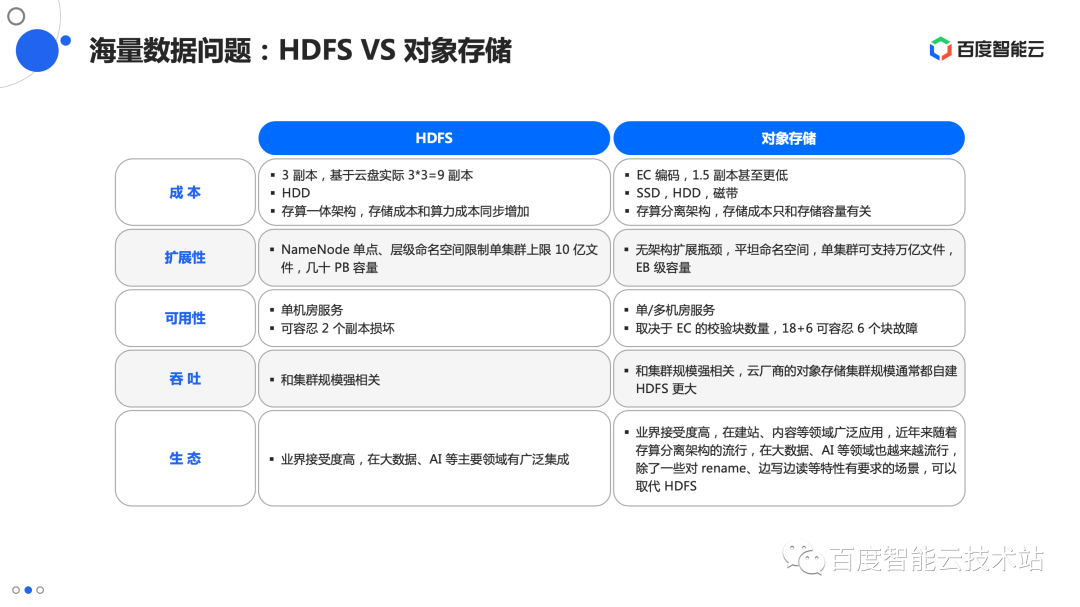 海量数据问题：HDFS VS 对象存储
百度智能云
HDFS
对象存储
成 本
▪ 3 副本，基于云盘实际 3*3=9 副本
▪ HDD
▪ 存算一体架构，存储成本和算力成本同步增加
▪ EC 编码，1.5 副本甚至更低
▪ SSD，HDD，磁带
▪ 存算分离架构，存储成本只和存储容量有关
扩展性
▪ NameNode 单点、层级命名空间限制单集群上限 10 亿文
件，几十 PB 容量
▪ 无架构扩展瓶颈，平坦命名空间，单集群可支持万亿文件，
EB 级容量
可用性
▪ 单机房服务
▪ 可容忍 2 个副本损坏
▪ 单/多机房服务
▪ 取决于 EC 的校验块数量，18+6 可容忍 6 个块故障
吞 吐
▪ 和集群规模强相关
▪ 和集群规模强相关，云厂商的对象存储集群规模通常都自建
HDFS 更大
生 态
▪ 业界接受度高，在大数据、AI 等主要领域有广泛集成
▪ 业界接受度高，在建站、内容等领域广泛应用，近年来随着
存算分离架构的流行，在大数据、AI 等领域也越来越流行，
除了一些对 rename、边写边读等特性有要求的场景，可以
取代 HDFS
百度智能云技术站